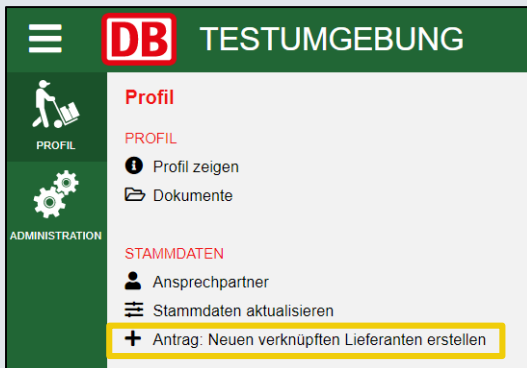 DB TESTUMGEBUNG
PROFIL
ADMINISTRATION
Profil
PROFIL
Profil zeigen
Dokumente
STAMMDATEN
Ansprechpartner
Stammdaten aktualisieren
Antrag: Neuen verknüpften Lieferanten erstellen